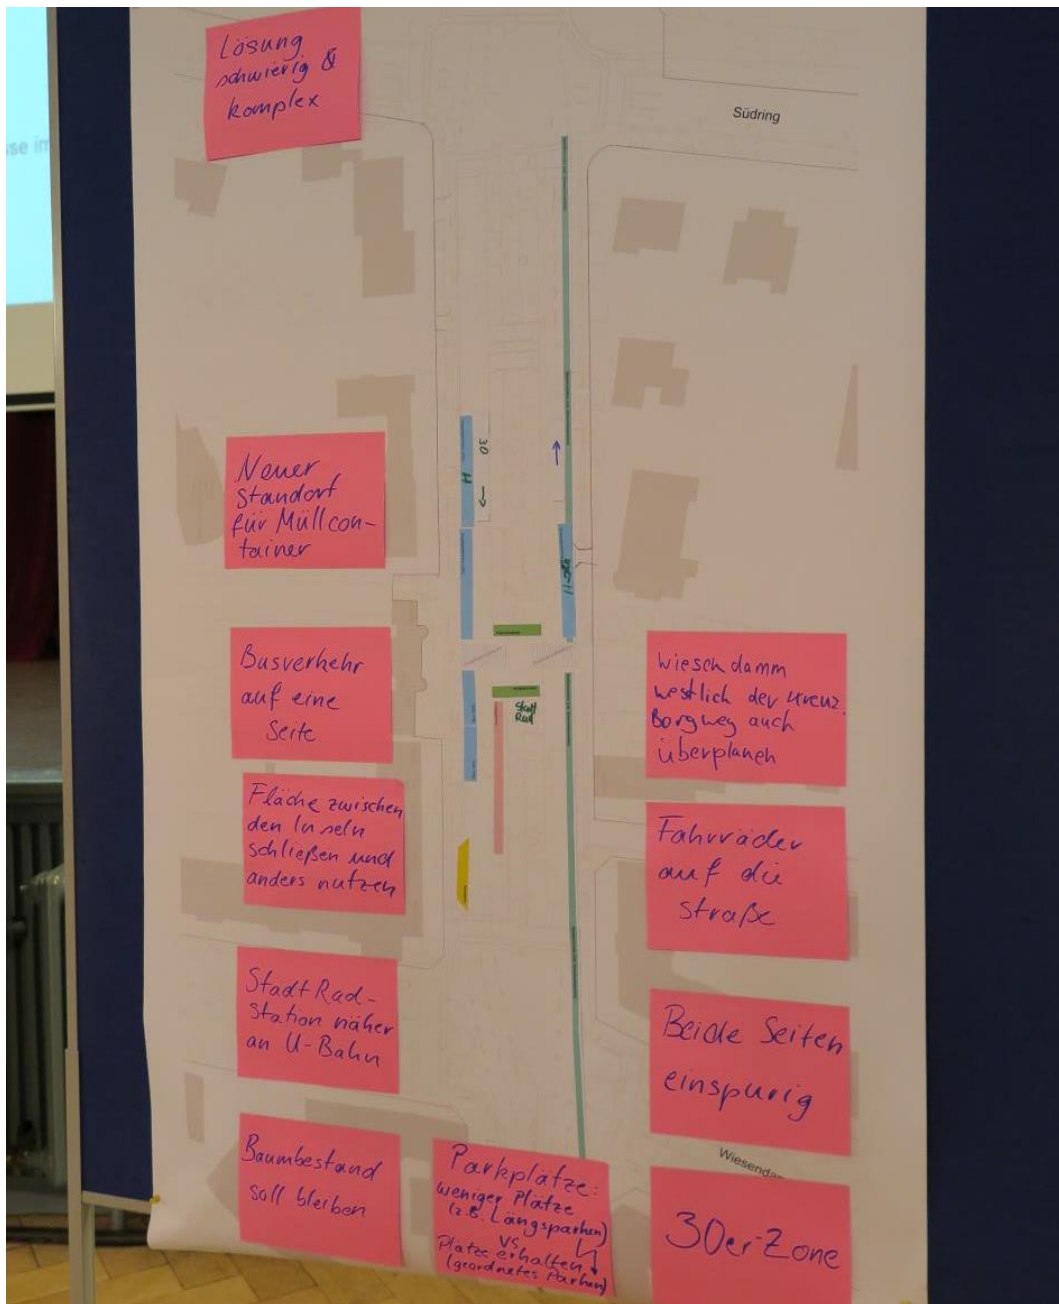 Lösung
schwierig &
komplex
Südring
sse im
Neuer
Standort
für Müllcon-
tainer
30
H
Busverkehr
auf eine
Seite
Stadt
Rad
Wiesendamm
westlich der Kreuz.
Borgweg auch
überplanen
Fläche zwischen
den Inseln
schließen und
anders nutzen
Fahrräder
auf die
Straße
StadtRad-
Station näher
an U-Bahn
Beide Seiten
einspurig
Baumbestand
soll bleiben
Parkplätze:
weniger Plätze
(z.B. Längsparken)
vs
Plätze erhalten
(geordnetes Parken)
Wiesenda
30er-Zone